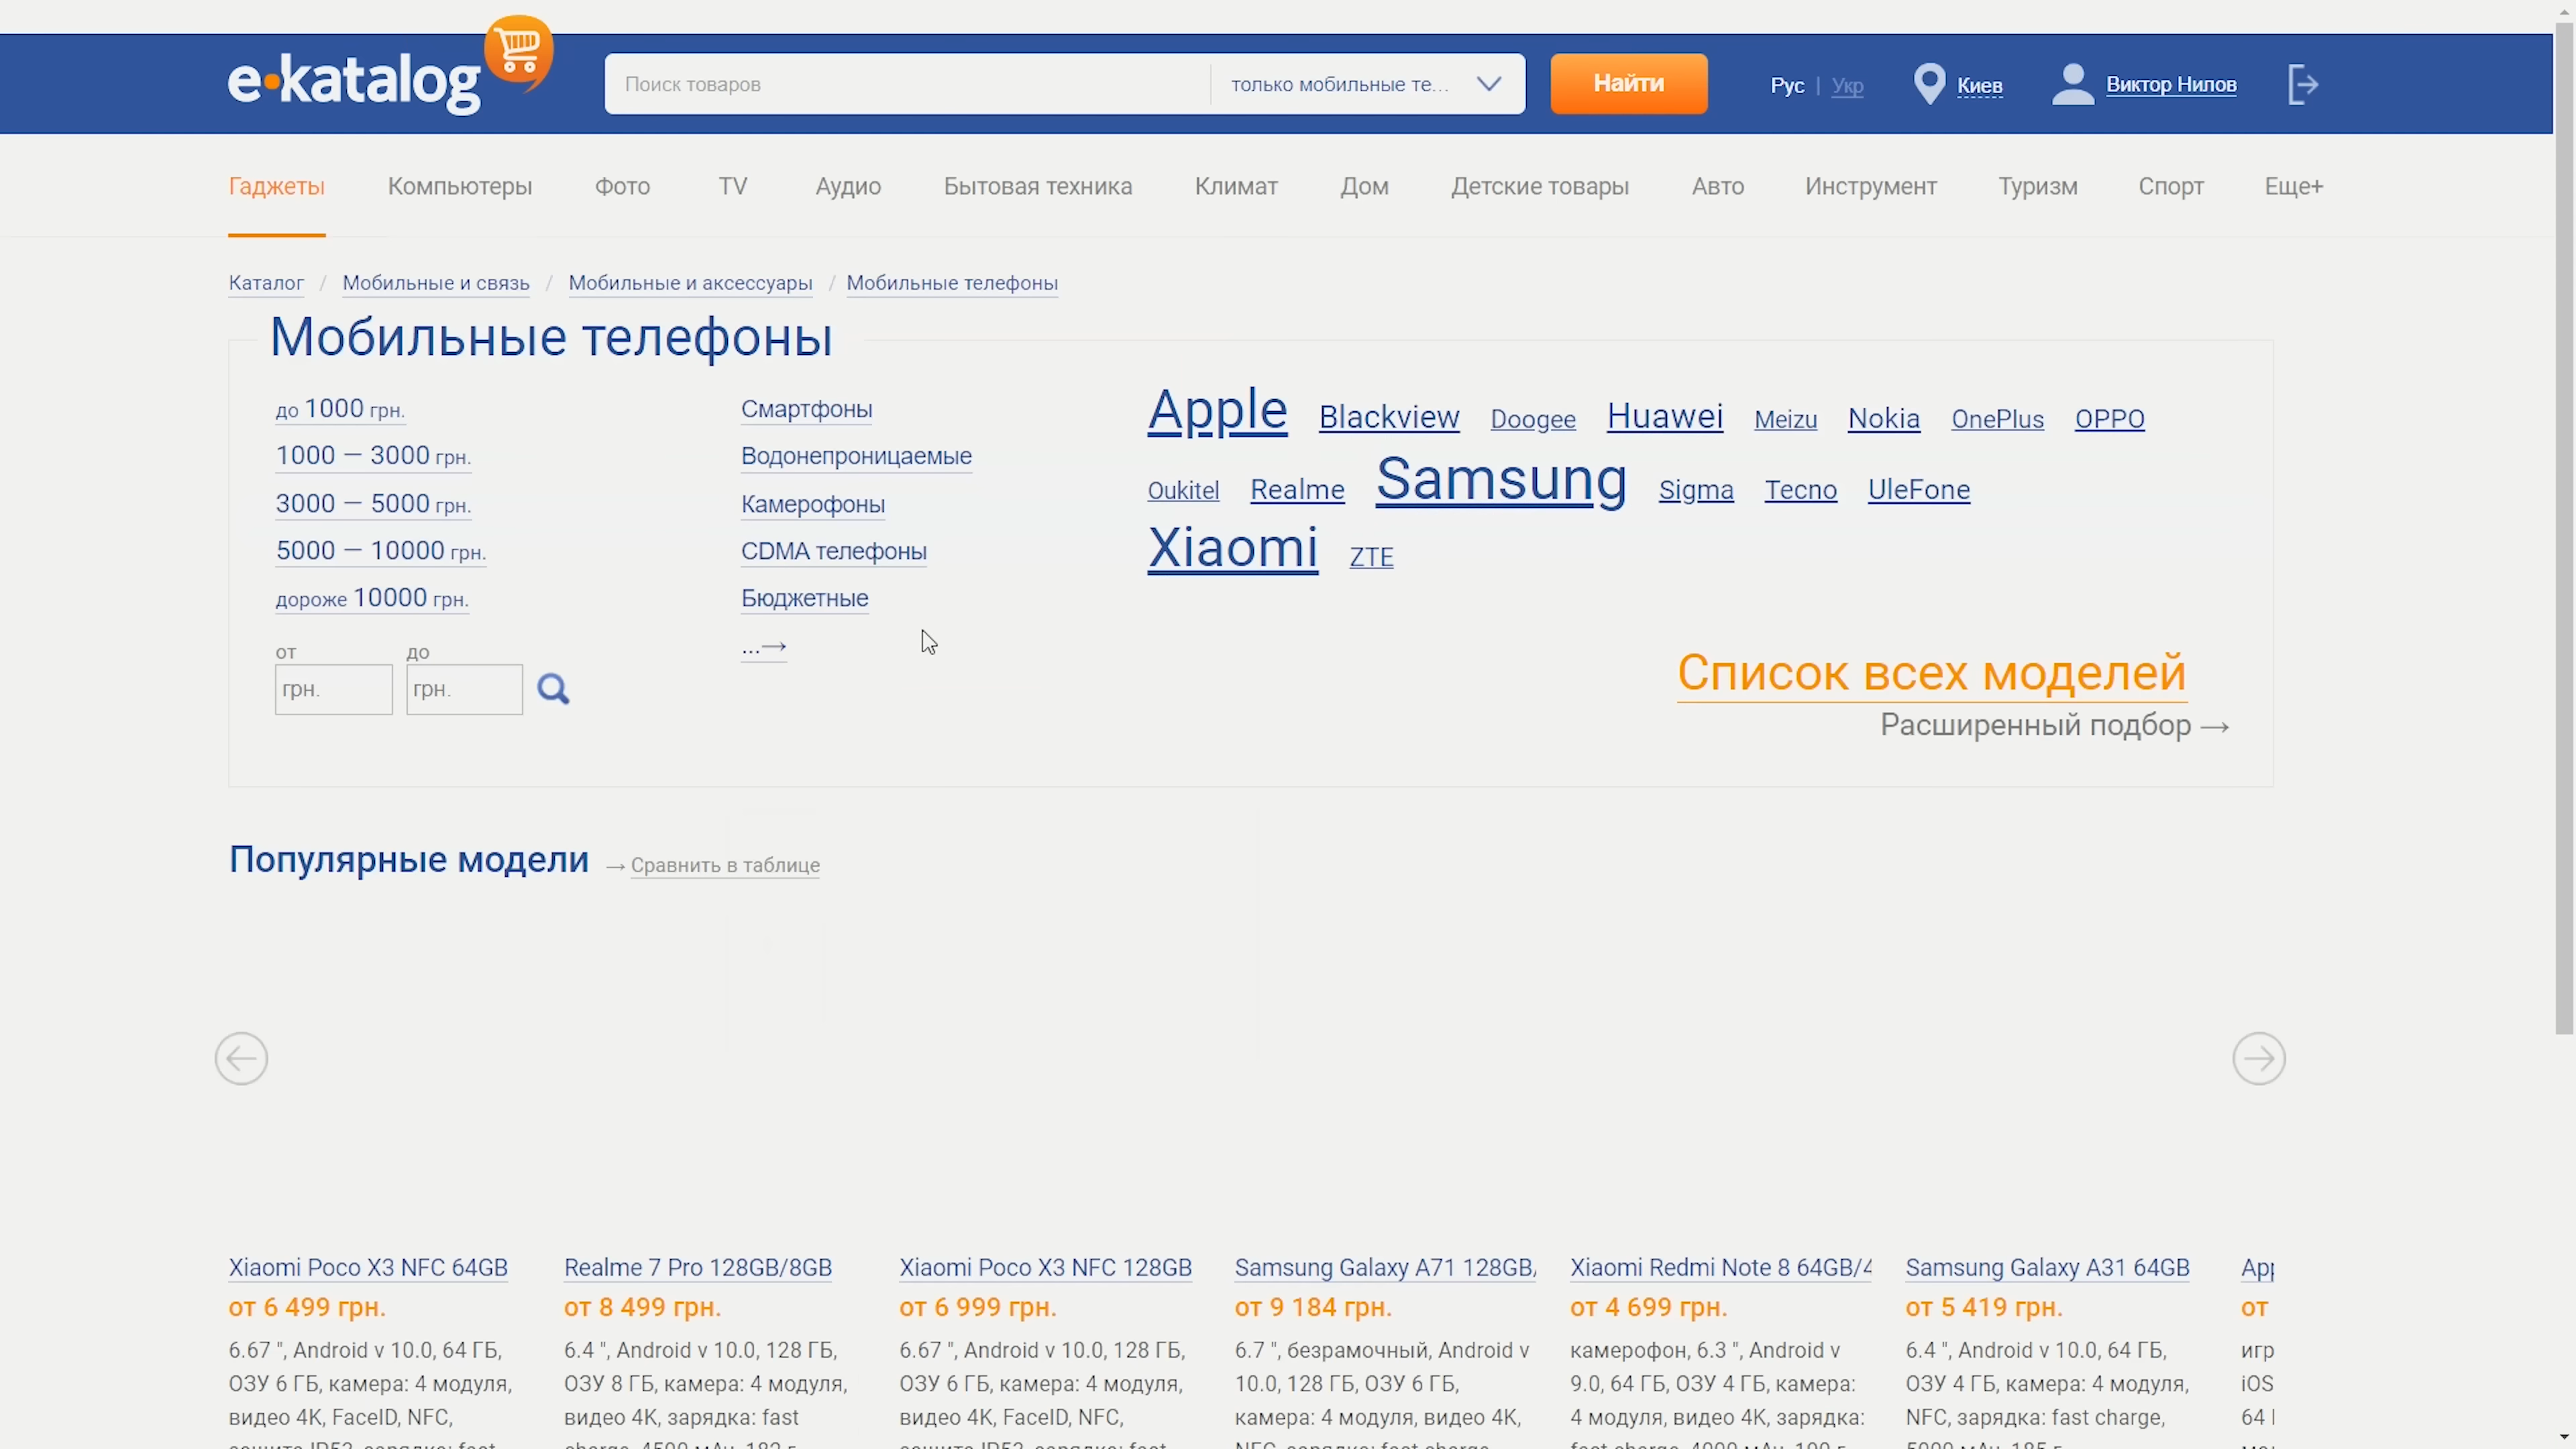 e•katalog
Поиск товаров
только мобильные те...
Найти
Рус | Укр
Киев
Виктор Нилов
Гаджеты Компьютеры Фото TV Аудио Бытовая техника Климат Дом Детские товары Авто Инструмент Туризм Спорт Еще+
Каталог / Мобильные и связь / Мобильные и аксессуары / Мобильные телефоны
Мобильные телефоны
до 1000 грн.
1000 — 3000 грн.
3000 — 5000 грн.
5000 — 10000 грн.
дороже 10000 грн.
от до
грн. грн.
Смартфоны
Водонепроницаемые
Камерофоны
CDMA телефоны
Бюджетные
...→
Apple Blackview Doogee Huawei Meizu Nokia OnePlus OPPO
Oukitel Realme Samsung Sigma Tecno UleFone
Xiaomi ZTE
Список всех моделей
Расширенный подбор →
Популярные модели → Сравнить в таблице
Xiaomi Poco X3 NFC 64GB
от 6 499 грн.
6.67 ", Android v 10.0, 64 ГБ,
ОЗУ 6 ГБ, камера: 4 модуля,
видео 4K, FaceID, NFC,
Realme 7 Pro 128GB/8GB
от 8 499 грн.
6.4 ", Android v 10.0, 128 ГБ,
ОЗУ 8 ГБ, камера: 4 модуля,
видео 4K, зарядка: fast
Xiaomi Poco X3 NFC 128GB
от 6 999 грн.
6.67 ", Android v 10.0, 128 ГБ,
ОЗУ 6 ГБ, камера: 4 модуля,
видео 4K, FaceID, NFC,
Samsung Galaxy A71 128GB/
от 9 184 грн.
6.7 ", безрамочный, Android v
10.0, 128 ГБ, ОЗУ 6 ГБ,
камера: 4 модуля, видео 4K,
Xiaomi Redmi Note 8 64GB/4
от 4 699 грн.
камерофон, 6.3 ", Android v
9.0, 64 ГБ, ОЗУ 4 ГБ, камера:
4 модуля, видео 4K, зарядка:
Samsung Galaxy A31 64GB
от 5 419 грн.
6.4 ", Android v 10.0, 64 ГБ,
ОЗУ 4 ГБ, камера: 4 модуля,
NFC, зарядка: fast charge,
от
игр
iOS
64